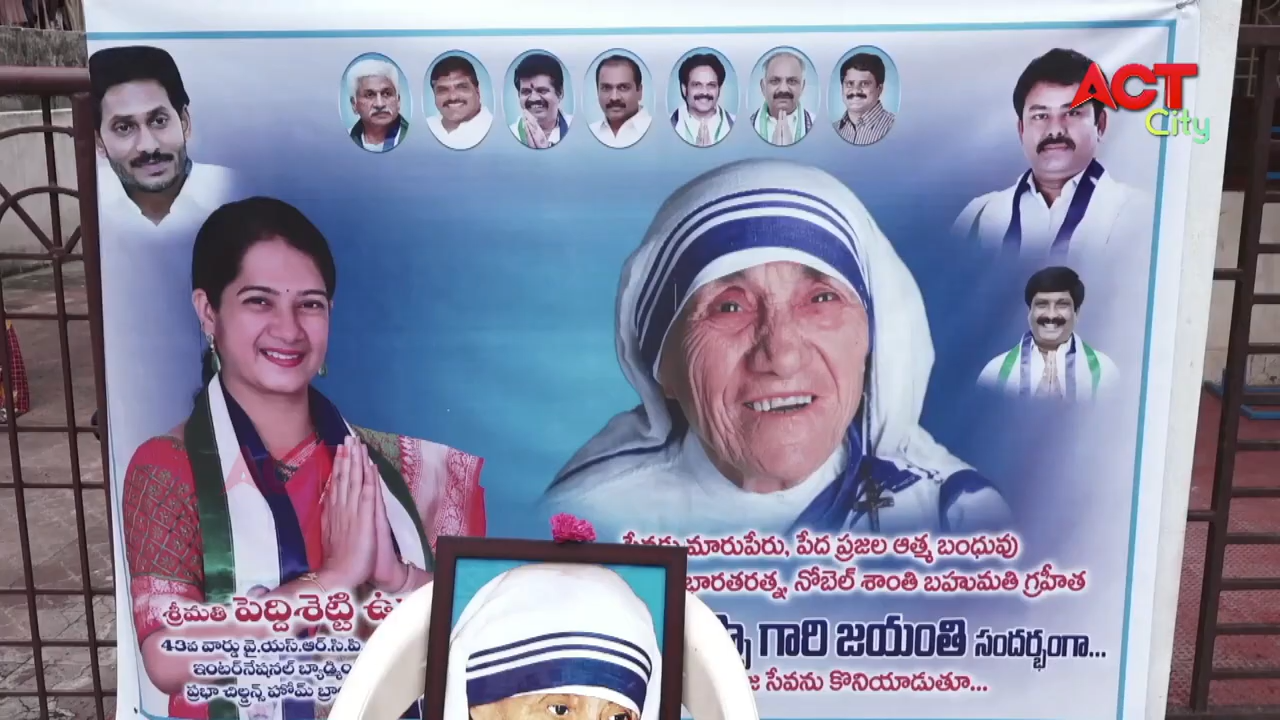 ACT
City
మారుపేరు, పేద ప్రజల ఆత్మ బంధువు
భారతరత్న, నోబెల్ శాంతి బహుమతి గ్రహీత
గారి జయంతి సందర్భంగా...
సేవను కొనియాడుతూ...
శ్రీమతి పెద్దిశెట్టి
43వ వార్డు వై.యస్.ఆర్.సి.పి.
ఇంటర్నేషనల్
ప్రభా చిల్డ్రన్స్ హోమ్